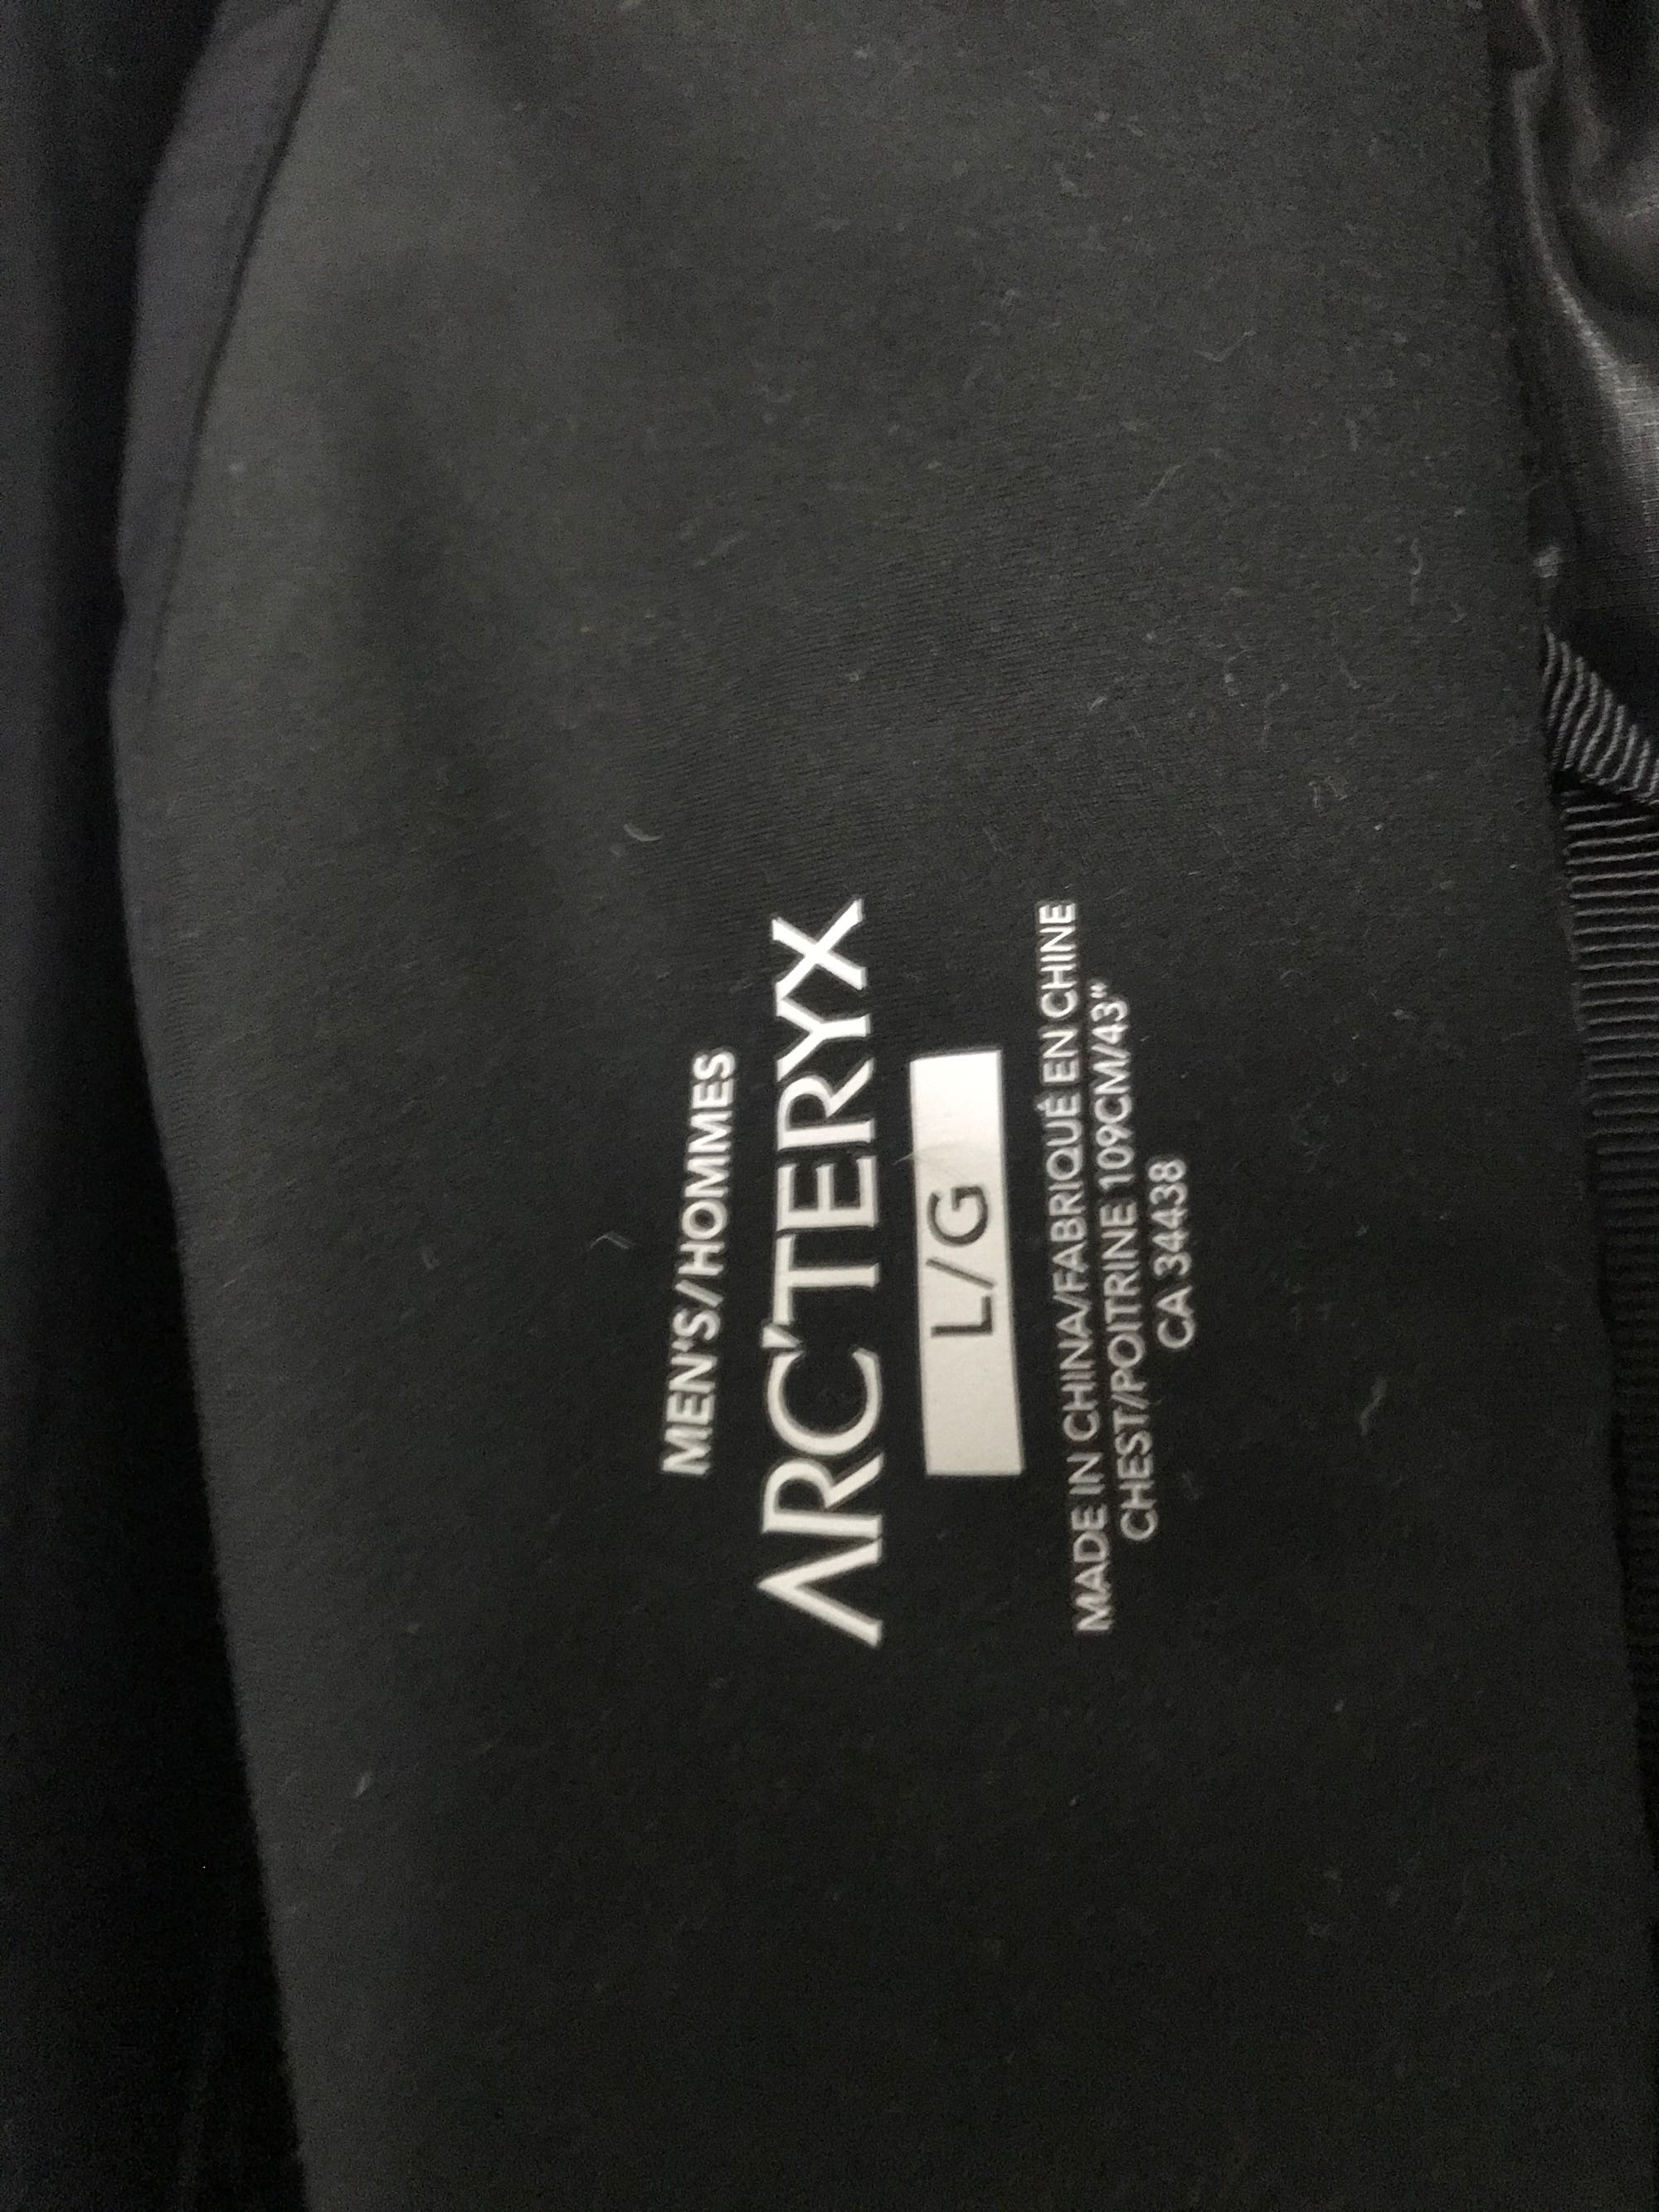 MEN'S/HOMMES
ARC'TERYX
L/G
MADE IN CHINA/FABRIQUÉ EN CHINE
CHEST/POITRINE 109CM/43"
CA 34438